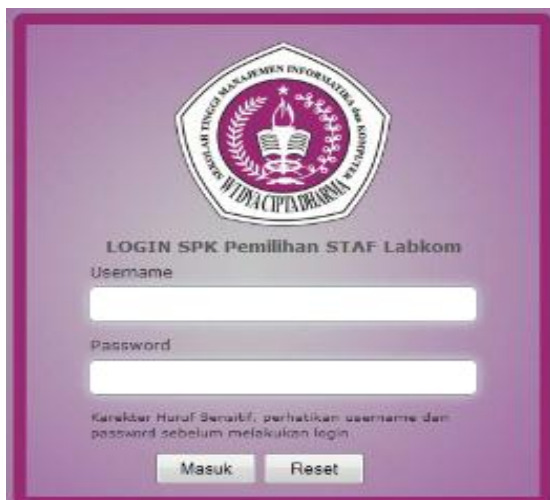 SEKOLAH TINGGI MANAJEMEN INFORMATIKA dan KOMPUTER
WIDYA CIPTA DHARMA
LOGIN SPK Pemilihan STAF Labkom
Username
Password
Karakter Huruf Sensitif, perhatikan username dan
password sebelum melakukan login
Masuk Reset